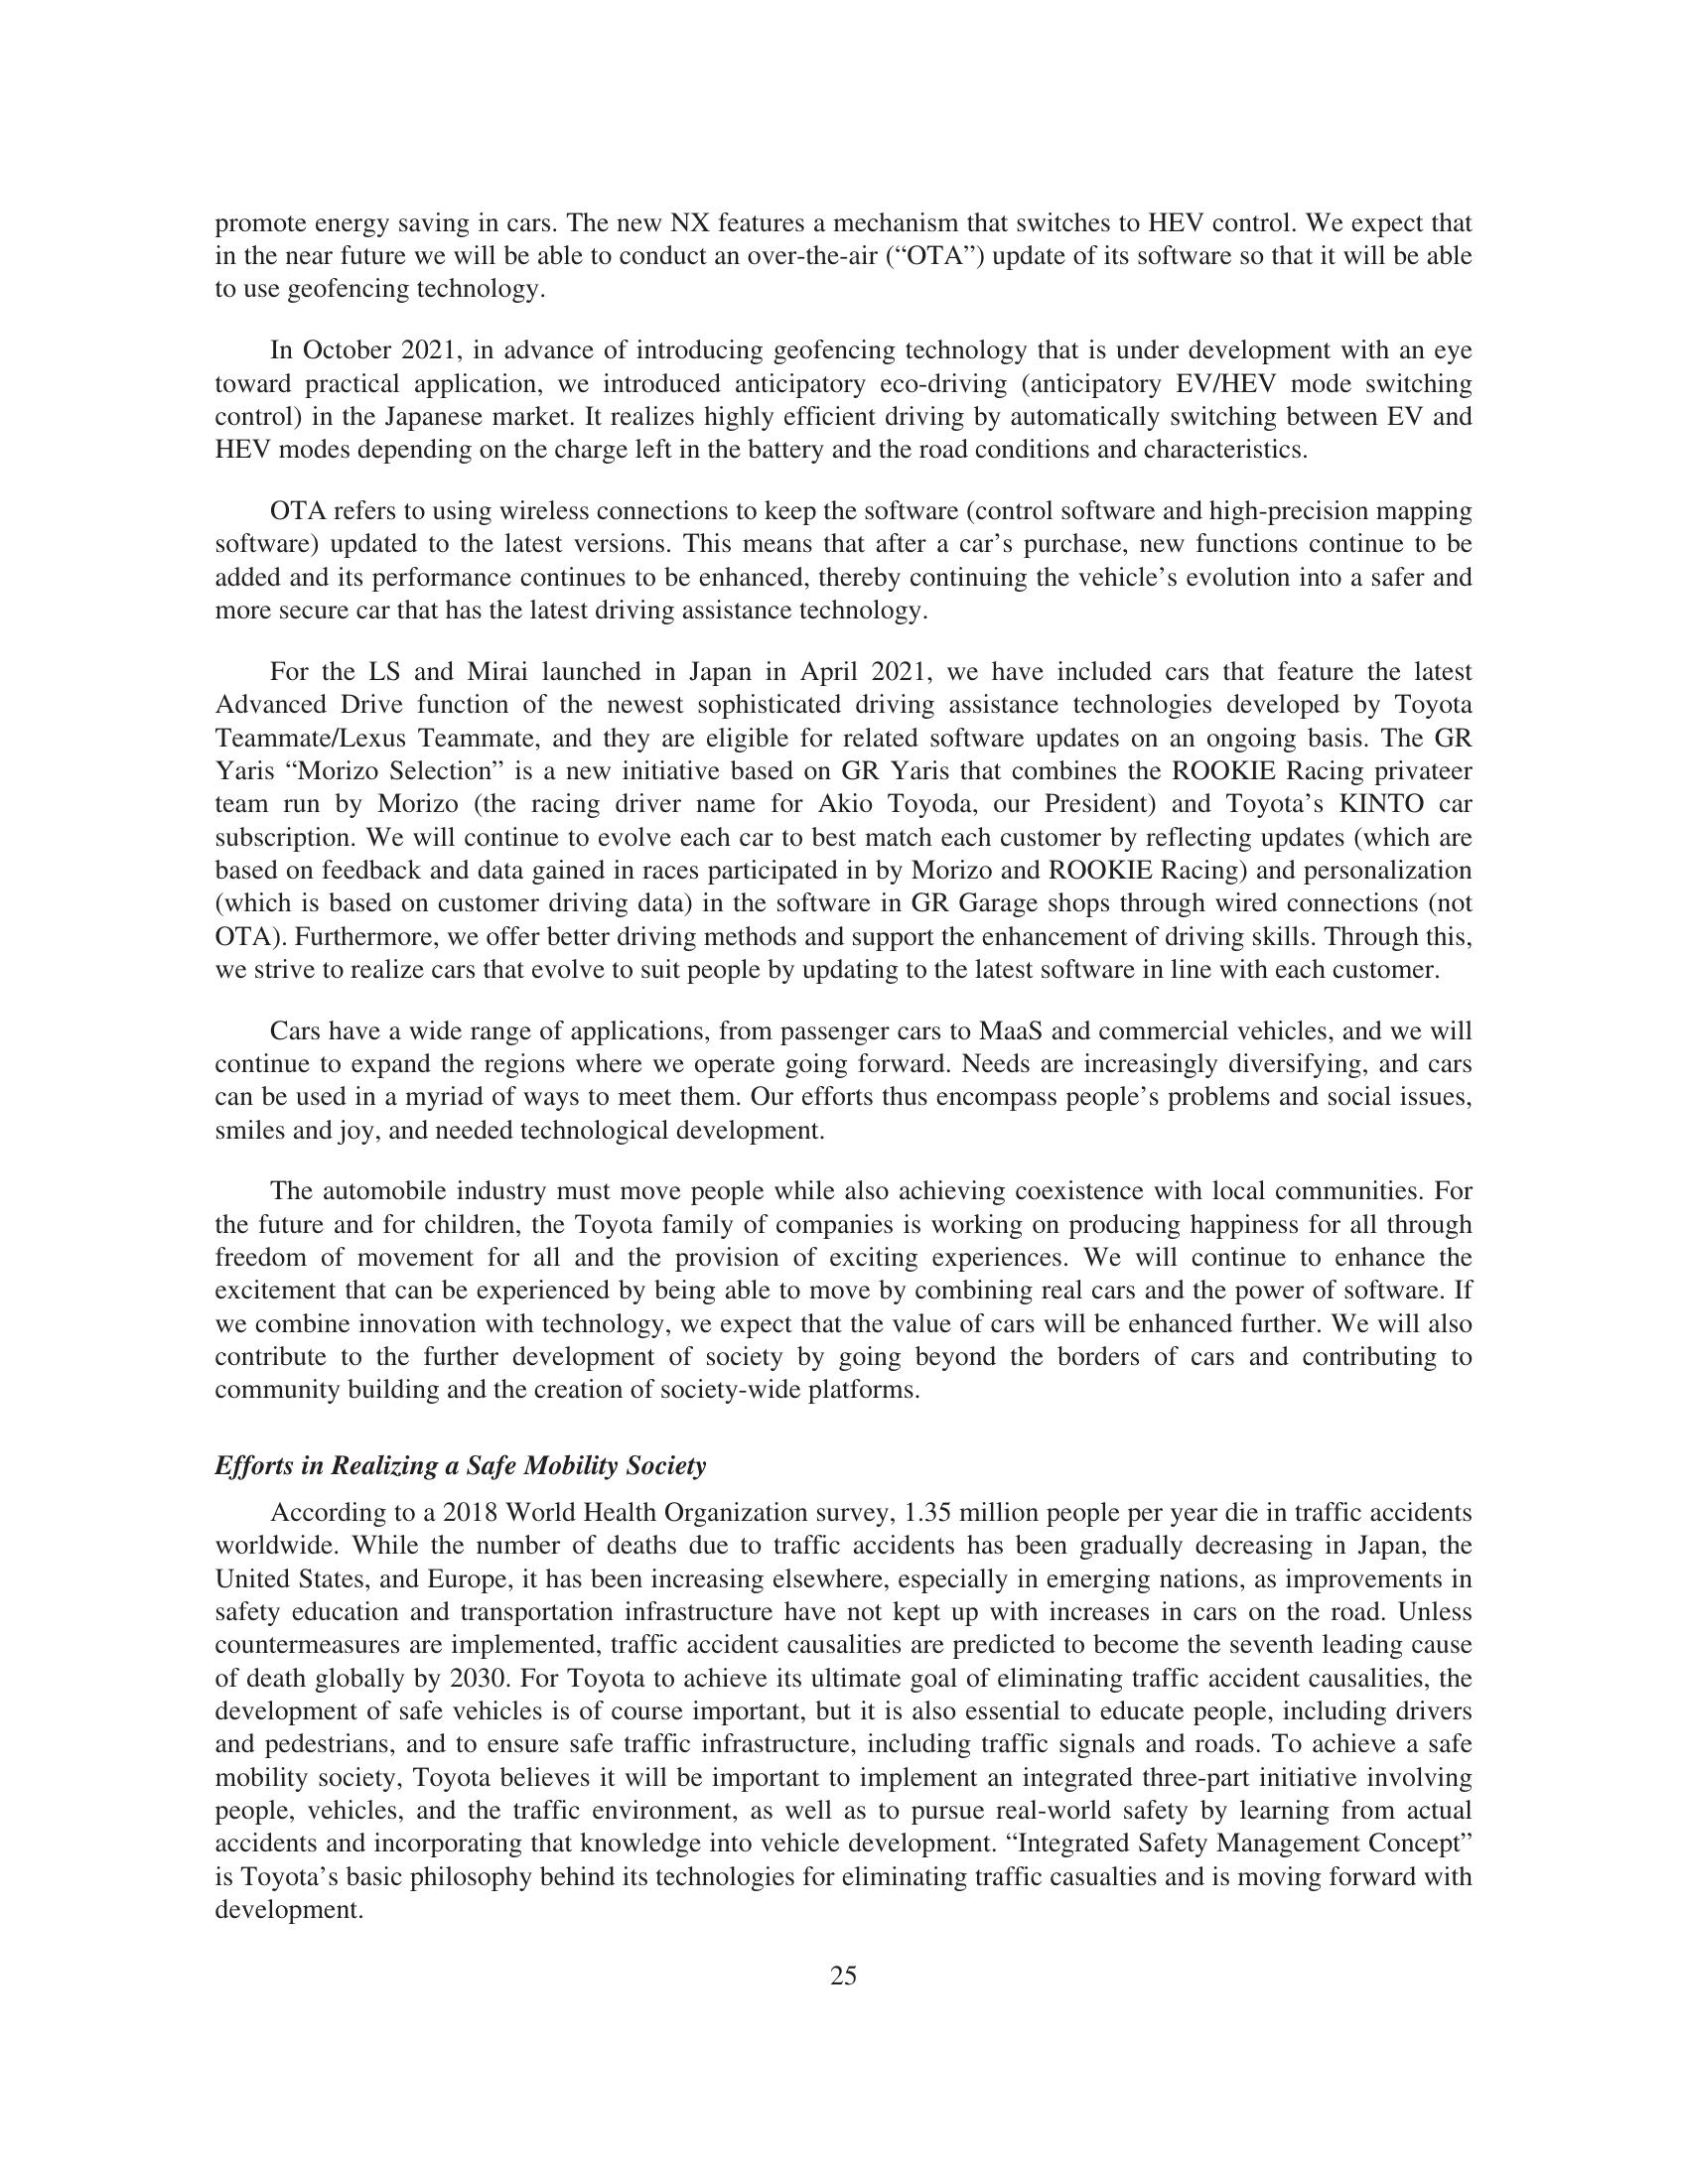 promote energy saving in cars. The new NX features a mechanism that switches to HEV control. We expect that
in the near future we will be able to conduct an over-the-air (“OTA”) update of its software so that it will be able
to use geofencing technology.
In October 2021, in advance of introducing geofencing technology that is under development with an eye
toward practical application, we introduced anticipatory eco-driving (anticipatory EV/HEV mode switching
control) in the Japanese market. It realizes highly efficient driving by automatically switching between EV and
HEV modes depending on the charge left in the battery and the road conditions and characteristics.
OTA refers to using wireless connections to keep the software (control software and high-precision mapping
software) updated to the latest versions. This means that after a car’s purchase, new functions continue to be
added and its performance continues to be enhanced, thereby continuing the vehicle’s evolution into a safer and
more secure car that has the latest driving assistance technology.
For the LS and Mirai launched in Japan in April 2021, we have included cars that feature the latest
Advanced Drive function of the newest sophisticated driving assistance technologies developed by Toyota
Teammate/Lexus Teammate, and they are eligible for related software updates on an ongoing basis. The GR
Yaris “Morizo Selection” is a new initiative based on GR Yaris that combines the ROOKIE Racing privateer
team run by Morizo (the racing driver name for Akio Toyoda, our President) and Toyota’s KINTO car
subscription. We will continue to evolve each car to best match each customer by reflecting updates (which are
based on feedback and data gained in races participated in by Morizo and ROOKIE Racing) and personalization
(which is based on customer driving data) in the software in GR Garage shops through wired connections (not
OTA). Furthermore, we offer better driving methods and support the enhancement of driving skills. Through this,
we strive to realize cars that evolve to suit people by updating to the latest software in line with each customer.
Cars have a wide range of applications, from passenger cars to MaaS and commercial vehicles, and we will
continue to expand the regions where we operate going forward. Needs are increasingly diversifying, and cars
can be used in a myriad of ways to meet them. Our efforts thus encompass people’s problems and social issues,
smiles and joy, and needed technological development.
The automobile industry must move people while also achieving coexistence with local communities. For
the future and for children, the Toyota family of companies is working on producing happiness for all through
freedom of movement for all and the provision of exciting experiences. We will continue to enhance the
excitement that can be experienced by being able to move by combining real cars and the power of software. If
we combine innovation with technology, we expect that the value of cars will be enhanced further. We will also
contribute to the further development of society by going beyond the borders of cars and contributing to
community building and the creation of society-wide platforms.
Efforts in Realizing a Safe Mobility Society
According to a 2018 World Health Organization survey, 1.35 million people per year die in traffic accidents
worldwide. While the number of deaths due to traffic accidents has been gradually decreasing in Japan, the
United States, and Europe, it has been increasing elsewhere, especially in emerging nations, as improvements in
safety education and transportation infrastructure have not kept up with increases in cars on the road. Unless
countermeasures are implemented, traffic accident causalities are predicted to become the seventh leading cause
of death globally by 2030. For Toyota to achieve its ultimate goal of eliminating traffic accident causalities, the
development of safe vehicles is of course important, but it is also essential to educate people, including drivers
and pedestrians, and to ensure safe traffic infrastructure, including traffic signals and roads. To achieve a safe
mobility society, Toyota believes it will be important to implement an integrated three-part initiative involving
people, vehicles, and the traffic environment, as well as to pursue real-world safety by learning from actual
accidents and incorporating that knowledge into vehicle development. “Integrated Safety Management Concept”
is Toyota’s basic philosophy behind its technologies for eliminating traffic casualties and is moving forward with
development.
25